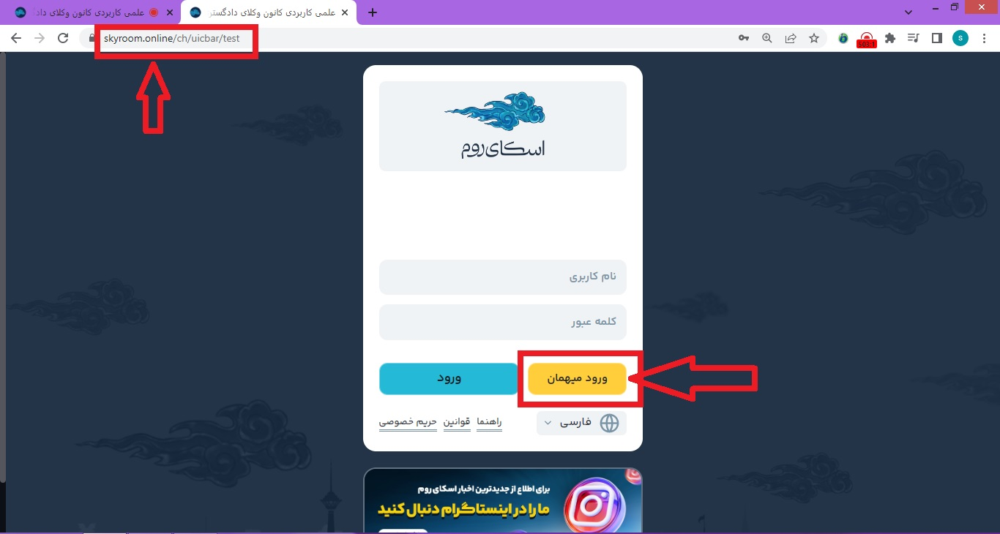 علمی کاربردی کانون وکلای داد
علمی کاربردی کانون وکلای دادگستر
skyroom.online/ch/uicbar/test
503.1
s
اسکای روم
نام کاربری
کلمه عبور
ورود میهمان
ورود
فارسی
راهنما قوانین حریم خصوصی
برای اطلاع از جدیدترین اخبار اسکای روم
ما را در اینستاگرام دنبال کنید